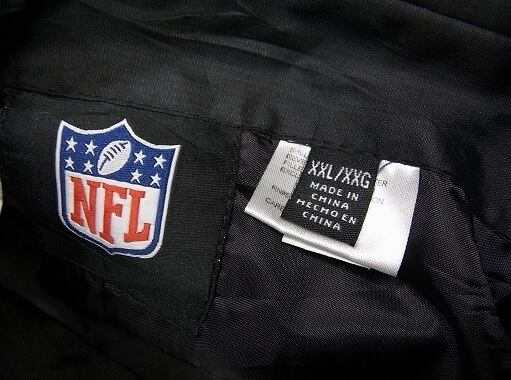 NFL
XXL/XXG
MADE IN
CHINA
HECHO EN
CHINA